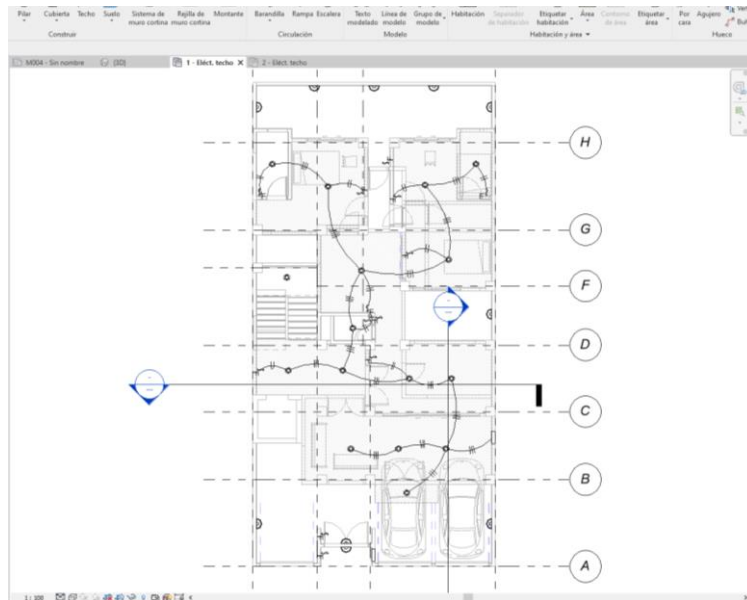 Pilar Cubierta Techo Suelo Sistema de muro cortina Rejilla de muro cortina Montante Barandilla Rampa Escalera Texto modelado Línea de modelo Grupo de modelo Habitación Separador de habitación Etiquetar habitación Área Contorno de área Etiquetar área Por cara Agujero
Construir Circulación Modelo Habitación y área Hueco
M004 - Sin nombre {3D} 1 - Eléct. techo X 2 - Eléct. techo
H
G
F
D
C
B
A
1 : 100